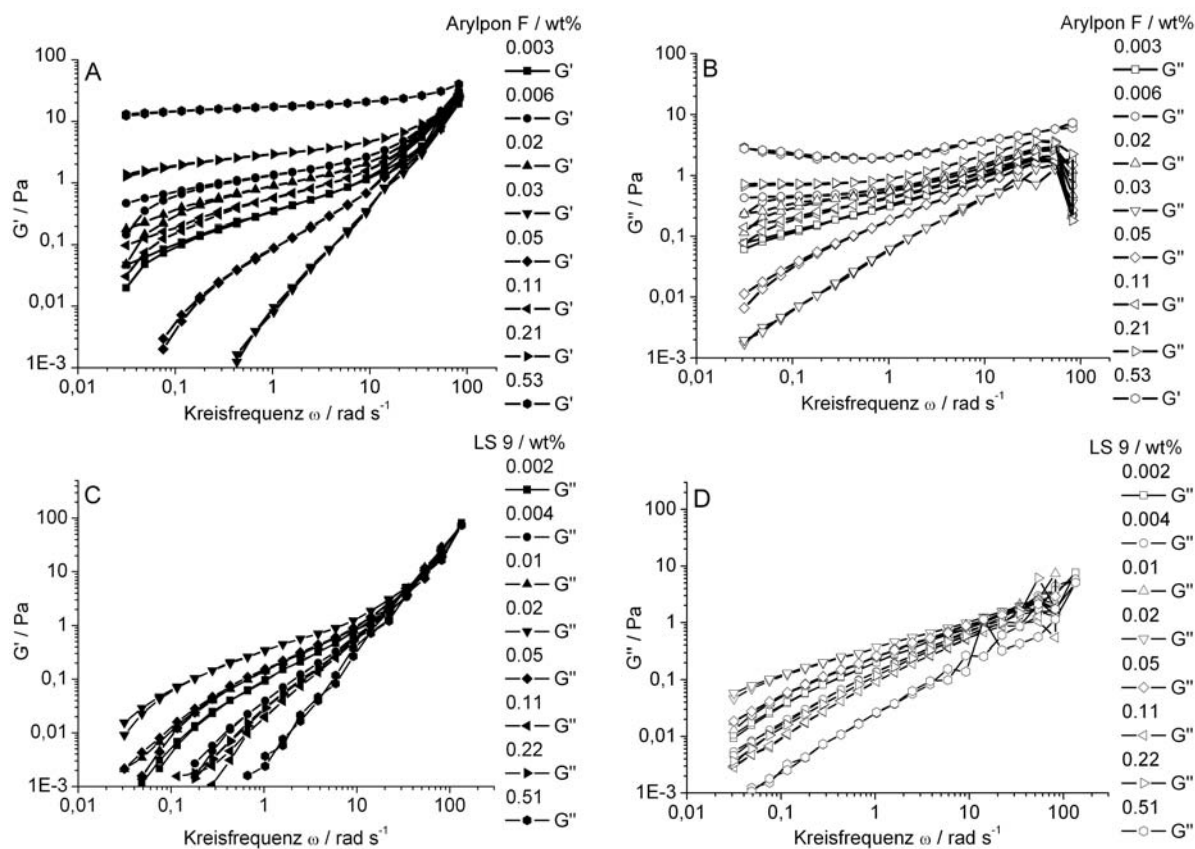 Arylpon F / wt%
0.003
G'
0.006
G'
0.02
G'
0.03
G'
0.05
G'
0.11
G'
0.21
G'
0.53
G'
A
100
10
1
0,1
0,01
1E-3
G' / Pa
0,01
0,1
1
10
100
Kreisfrequenz ω / rad s⁻¹
Arylpon F / wt%
0.003
G''
0.006
G''
0.02
G''
0.03
G''
0.05
G''
0.11
G''
0.21
G''
0.53
G'
B
100
10
1
0,1
0,01
1E-3
G'' / Pa
0,01
0,1
1
10
100
Kreisfrequenz ω / rad s⁻¹
LS 9 / wt%
0.002
G''
0.004
G''
0.01
G''
0.02
G''
0.05
G''
0.11
G''
0.22
G''
0.51
G''
C
100
10
1
0,1
0,01
1E-3
G' / Pa
0,01
0,1
1
10
100
Kreisfrequenz ω / rad s⁻¹
LS 9 / wt%
0.002
G''
0.004
G''
0.01
G''
0.02
G''
0.05
G''
0.11
G''
0.22
G''
0.51
G''
D
100
10
1
0,1
0,01
1E-3
G'' / Pa
0,01
0,1
1
10
100
Kreisfrequenz ω / rad s⁻¹